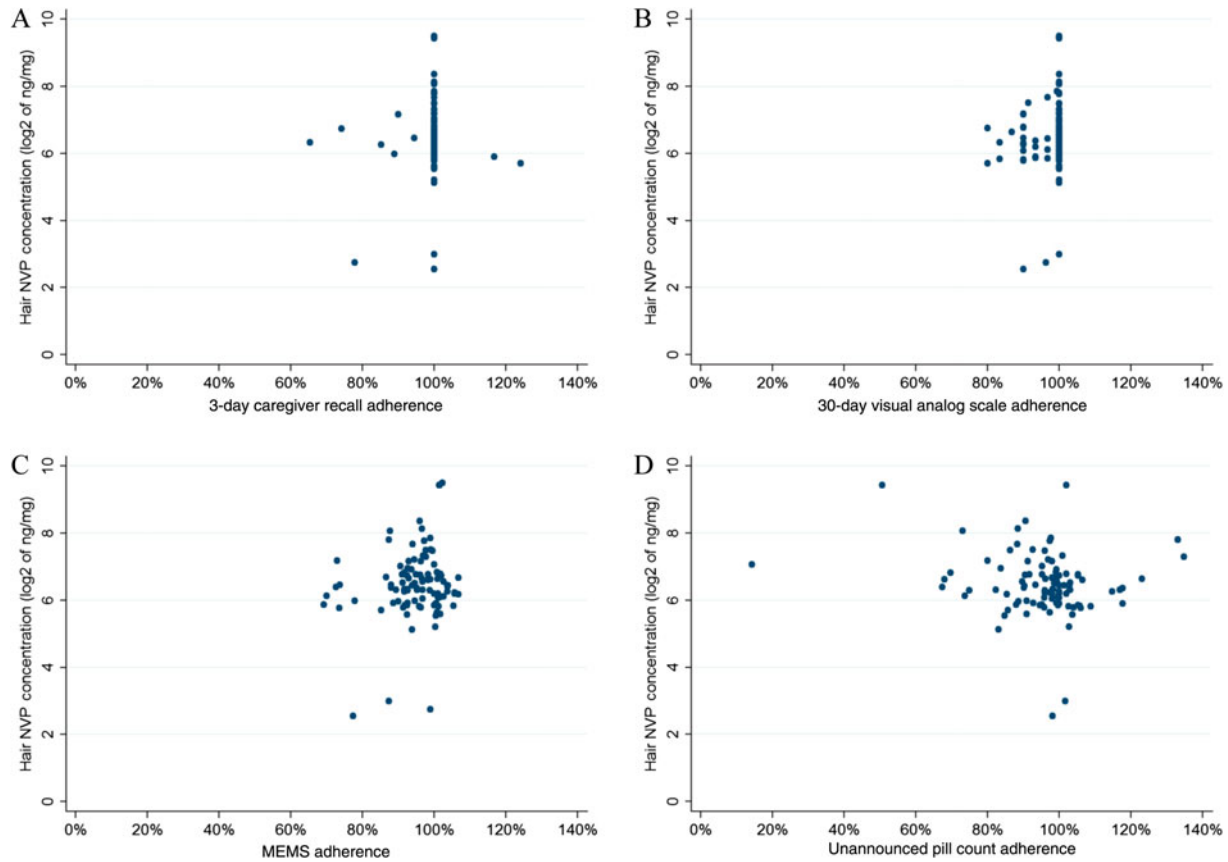 A
Hair NVP concentration (log2 of ng/mg)
10
8
6
4
2
0
0% 20% 40% 60% 80% 100% 120% 140%
3-day caregiver recall adherence
B
Hair NVP concentration (log2 of ng/mg)
10
8
6
4
2
0
0% 20% 40% 60% 80% 100% 120% 140%
30-day visual analog scale adherence
C
Hair NVP concentration (log2 of ng/mg)
10
8
6
4
2
0
0% 20% 40% 60% 80% 100% 120% 140%
MEMS adherence
D
Hair NVP concentration (log2 of ng/mg)
10
8
6
4
2
0
0% 20% 40% 60% 80% 100% 120% 140%
Unannounced pill count adherence